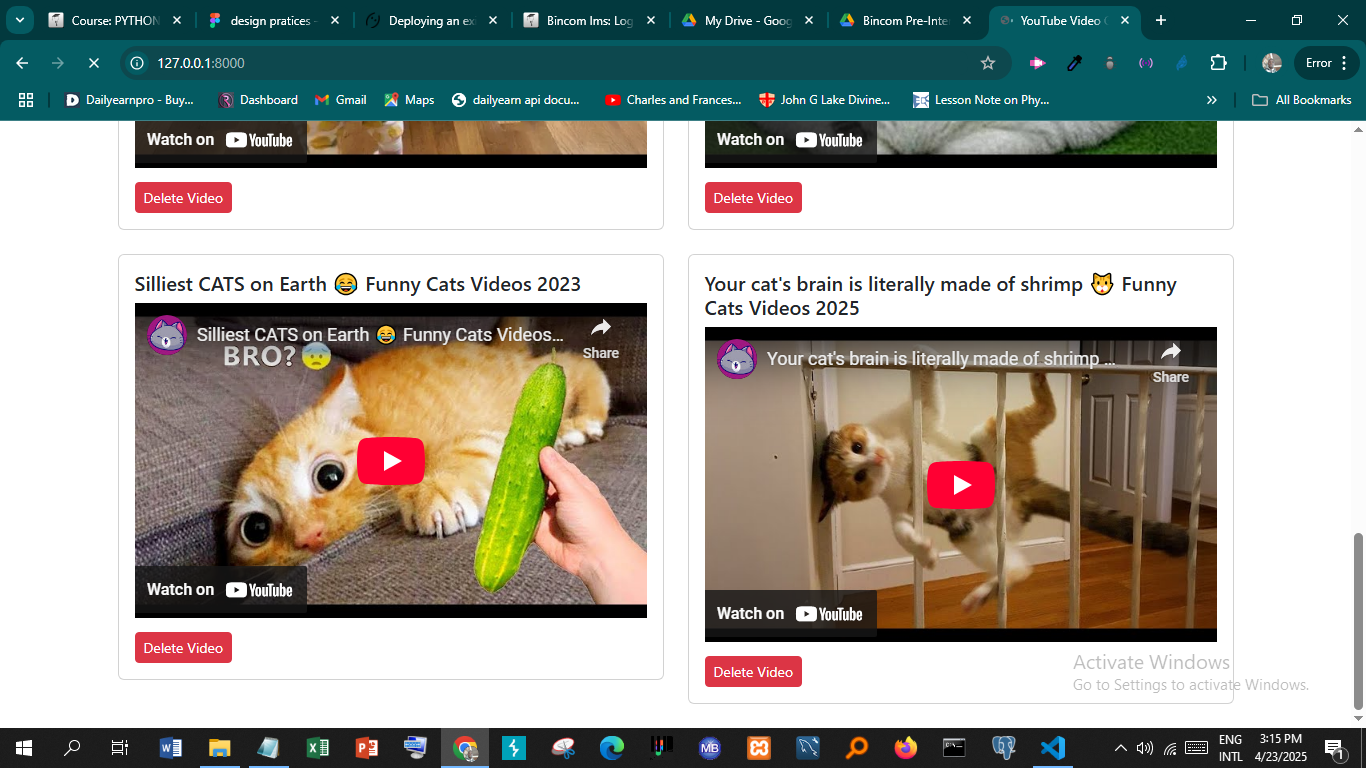 Course: PYTHON
design pratices -
Deploying an ex
Bincom lms: Log
My Drive - Goog
Bincom Pre-Inter
YouTube Video C
127.0.0.1:8000
Error
Dailyearnpro - Buy...
Dashboard
Gmail
Maps
dailyearn api docu...
Charles and Frances...
John G Lake Divine...
Lesson Note on Phy...
»
All Bookmarks
Watch on YouTube
Watch on YouTube
Delete Video
Delete Video
Silliest CATS on Earth 😂 Funny Cats Videos 2023
Silliest CATS on Earth 😂 Funny Cats Videos...
Share
BRO? 😰
Watch on YouTube
Delete Video
Your cat's brain is literally made of shrimp 🐱 Funny
Cats Videos 2025
Your cat's brain is literally made of shrimp ...
Share
Watch on YouTube
Delete Video
Activate Windows
Go to Settings to activate Windows.
MB
ENG
INTL
3:15 PM
4/23/2025
1